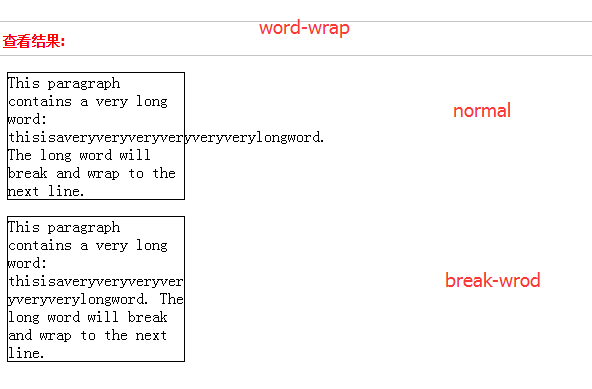 word-wrap
查看结果:
This paragraph
contains a very long
word:
thisisaveryveryveryveryveryverylongword.
The long word will
break and wrap to the
next line.
normal
This paragraph
contains a very long
word:
thisisaveryveryveryver
yveryverylongword. The
long word will break
and wrap to the next
line.
break-wrod